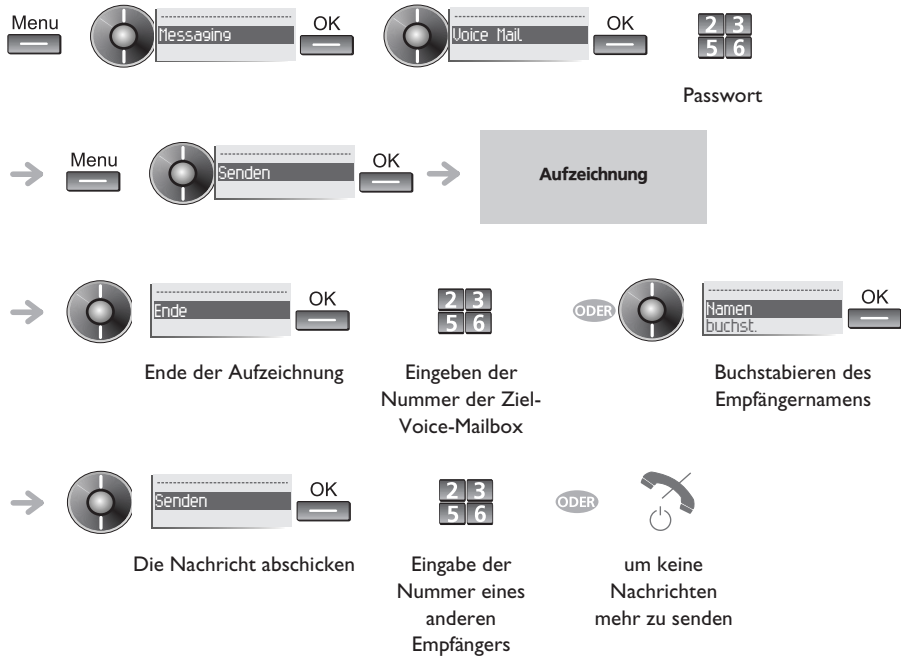 Menu
Messaging
OK
Voice Mail
OK
2 3
5 6
Passwort
Menu
Senden
OK
Aufzeichnung
Ende
OK
Ende der Aufzeichnung
2 3
5 6
Eingeben der
Nummer der Ziel-
Voice-Mailbox
ODER
Namen
buchst.
OK
Buchstabieren des
Empfängernamens
Senden
OK
Die Nachricht abschicken
2 3
5 6
Eingabe der
Nummer eines
anderen
Empfängers
ODER
um keine
Nachrichten
mehr zu senden